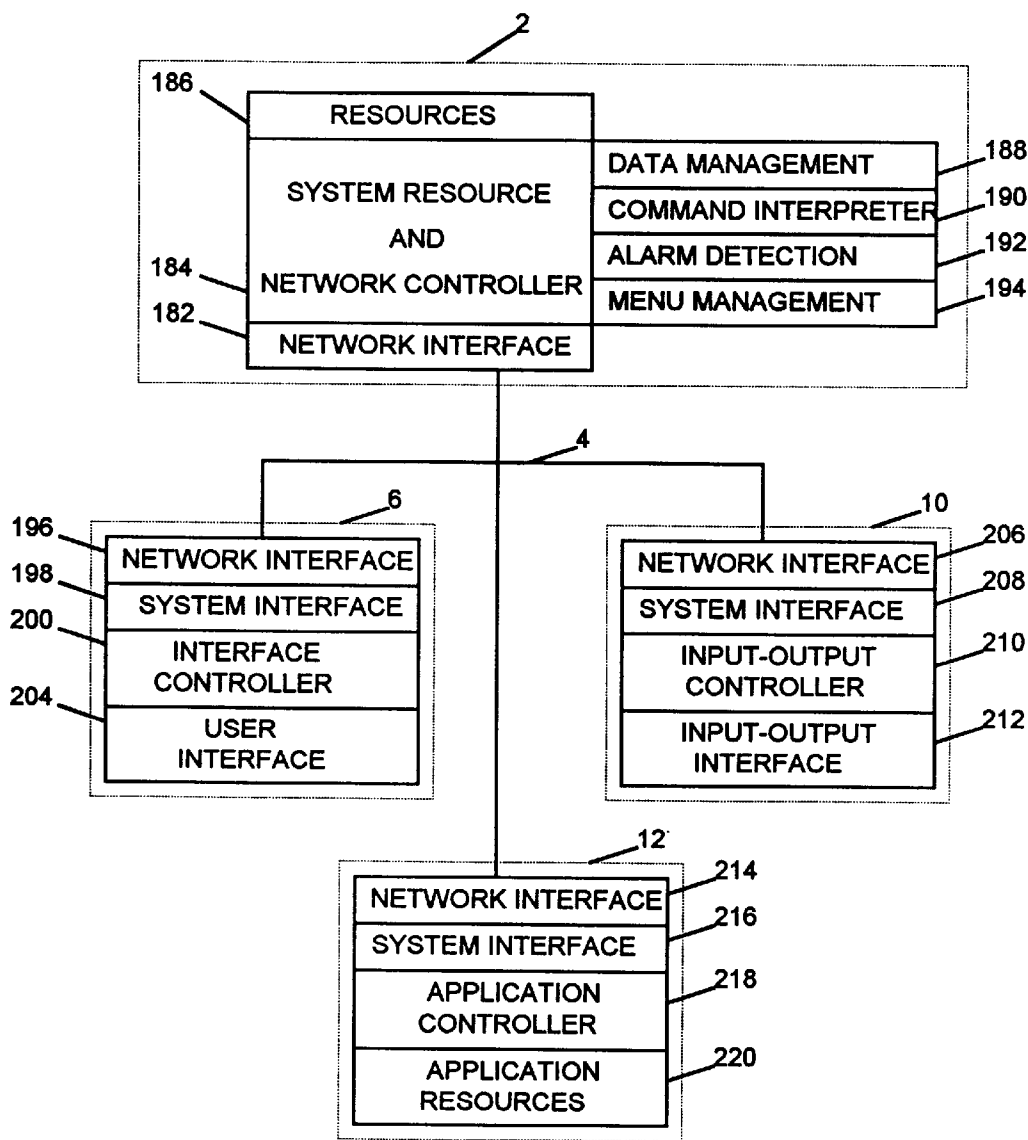 2
186
RESOURCES
DATA MANAGEMENT
188
SYSTEM RESOURCE
COMMAND INTERPRETER
190
AND
ALARM DETECTION
192
184
NETWORK CONTROLLER
MENU MANAGEMENT
194
182
NETWORK INTERFACE
4
6
196
NETWORK INTERFACE
198
SYSTEM INTERFACE
200
INTERFACE
CONTROLLER
204
USER
INTERFACE
10
NETWORK INTERFACE
206
SYSTEM INTERFACE
208
INPUT-OUTPUT
CONTROLLER
210
INPUT-OUTPUT
INTERFACE
212
12
NETWORK INTERFACE
214
SYSTEM INTERFACE
216
APPLICATION
CONTROLLER
218
APPLICATION
RESOURCES
220